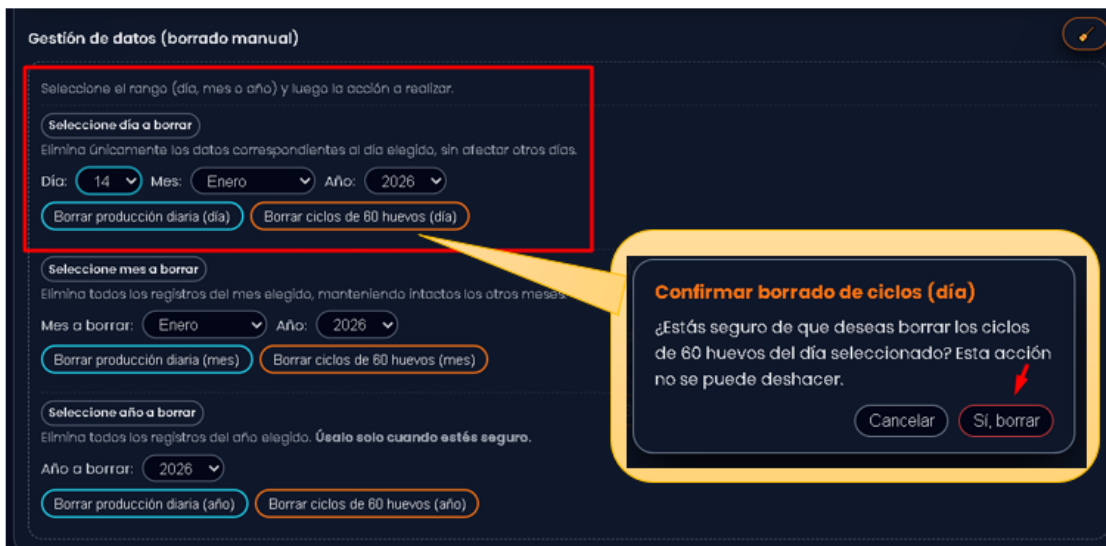 Gestión de datos (borrado manual)
Seleccione el rango (día, mes o año) y luego la acción a realizar.
Seleccione día a borrar
Elimina únicamente los datos correspondientes al día elegido, sin afectar otros días.
Día: 14 Mes: Enero Año: 2026
Borrar producción diaria (día) Borrar ciclos de 60 huevos (día)
Seleccione mes a borrar
Elimina todos los registros del mes elegido, manteniendo intactos los otros meses.
Mes a borrar: Enero Año: 2026
Borrar producción diaria (mes) Borrar ciclos de 60 huevos (mes)
Seleccione año a borrar
Elimina todos los registros del año elegido. Úsalo solo cuando estés seguro.
Año a borrar: 2026
Borrar producción diaria (año) Borrar ciclos de 60 huevos (año)
Confirmar borrado de ciclos (día)
¿Estás seguro de que deseas borrar los ciclos
de 60 huevos del día seleccionado? Esta acción
no se puede deshacer.
Cancelar Sí, borrar